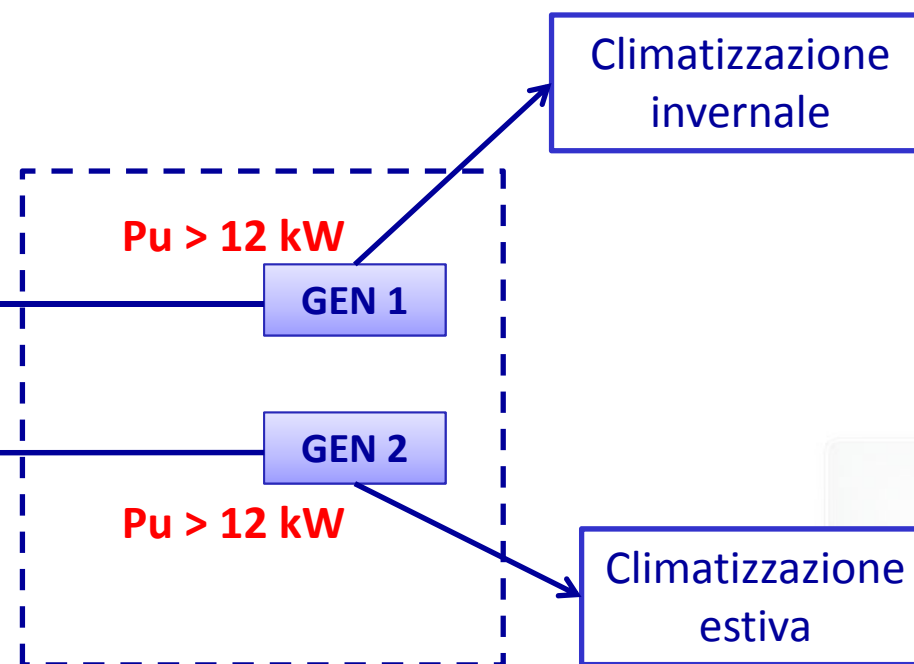 Climatizzazione
invernale
Pu > 12 kW
GEN 1
GEN 2
Pu > 12 kW
Climatizzazione
estiva